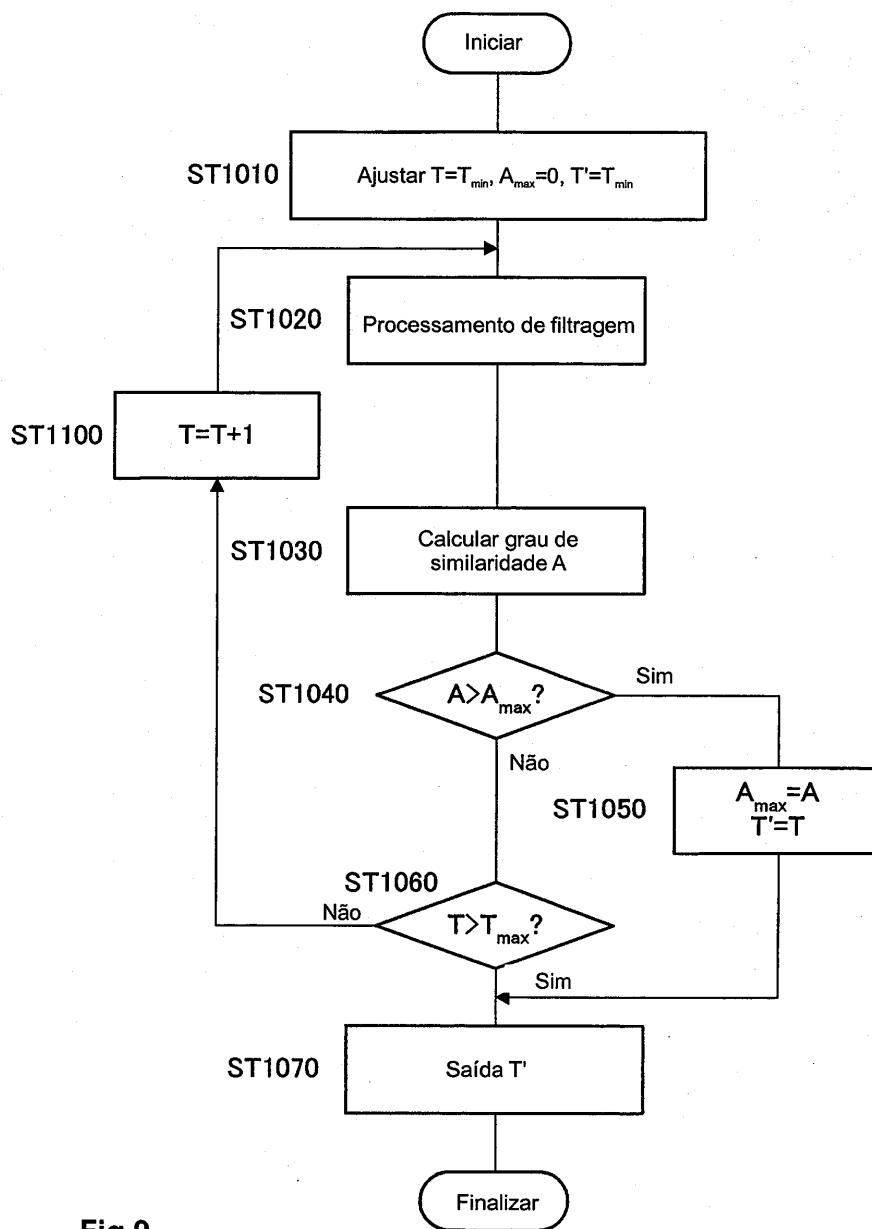 Iniciar
ST1010
Ajustar T=Tmin, Amax=0, T'=Tmin
ST1020
Processamento de filtragem
ST1100
T=T+1
ST1030
Calcular grau de
similaridade A
ST1040
A>Amax?
Sim
Não
ST1050
Amax=A
T'=T
ST1060
Não
T>Tmax?
Sim
ST1070
Saída T'
Finalizar
Fig.9